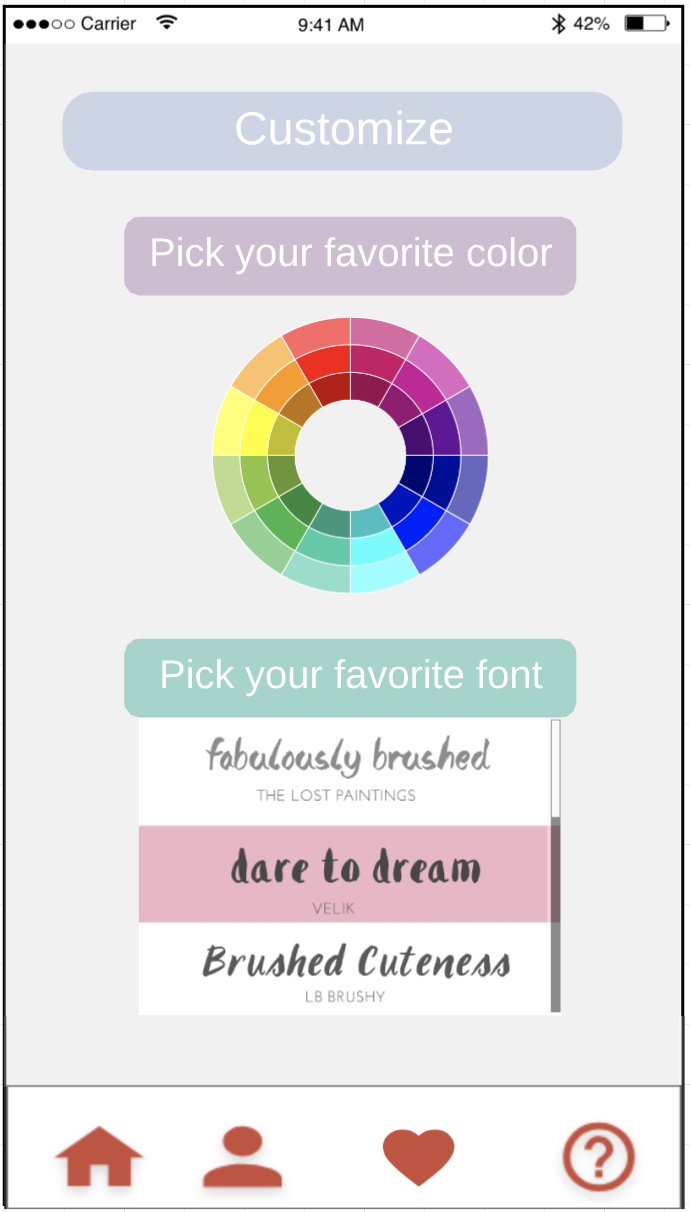 Carrier 9:41 AM 42%
Customize
Pick your favorite color
Pick your favorite font
fabulously brushed
THE LOST PAINTINGS
dare to dream
VELIK
Brushed Cuteness
LB BRUSHY
?